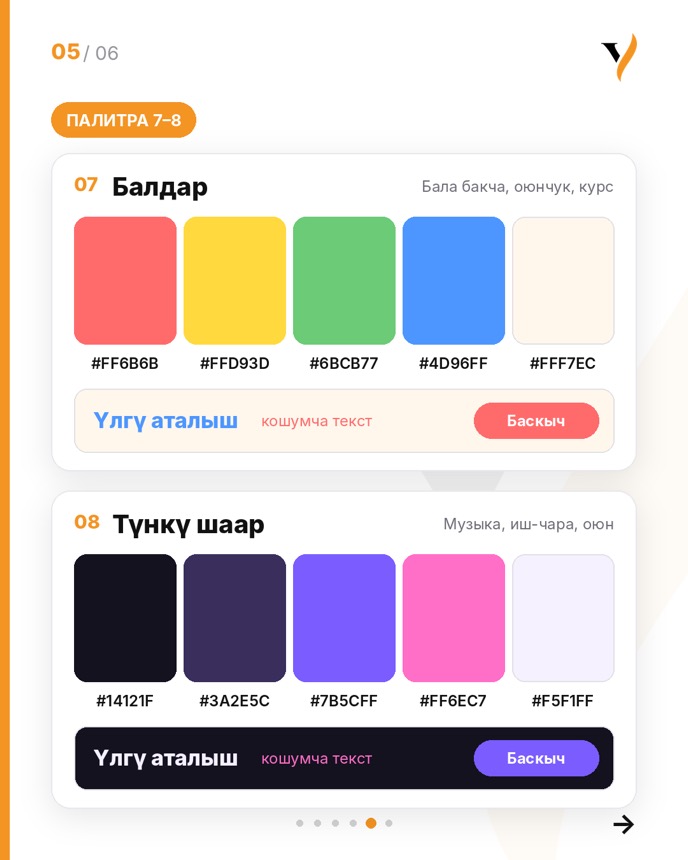 05 / 06
ПАЛИТРА 7–8
07 Балдар
Бала бакча, оюнчук, курс
#FF6B6B #FFD93D #6BCB77 #4D96FF #FFF7EC
Үлгү аталыш кошумча текст Баскыч
08 Түнкү шаар
Музыка, иш-чара, оюн
#14121F #3A2E5C #7B5CFF #FF6EC7 #F5F1FF
Үлгү аталыш кошумча текст Баскыч